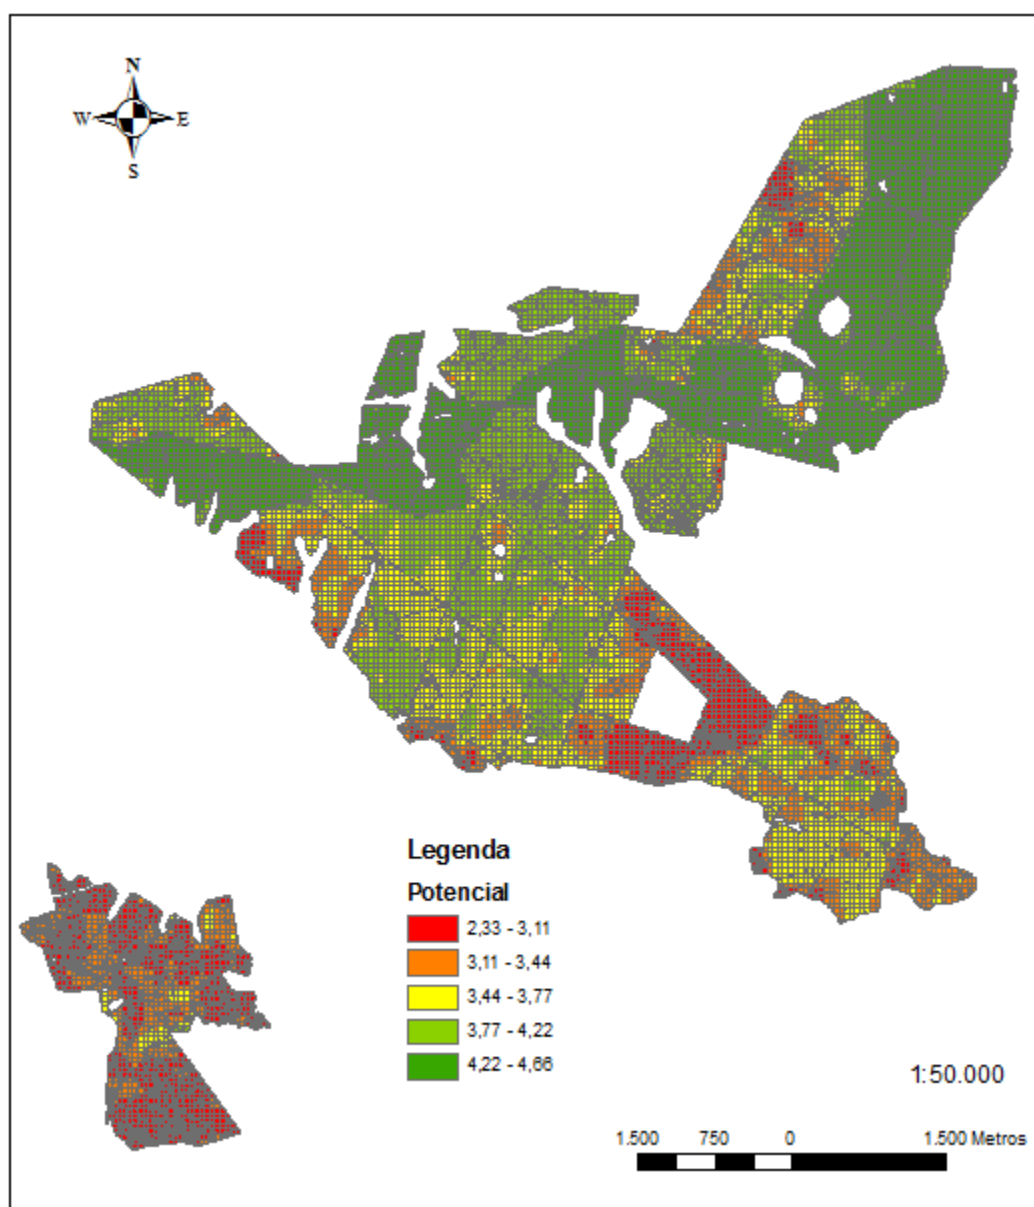 N
W E
S
Legenda
Potencial
2,33 - 3,11
3,11 - 3,44
3,44 - 3,77
3,77 - 4,22
4,22 - 4,66
1:50.000
1.500 750 0 1.500 Metros